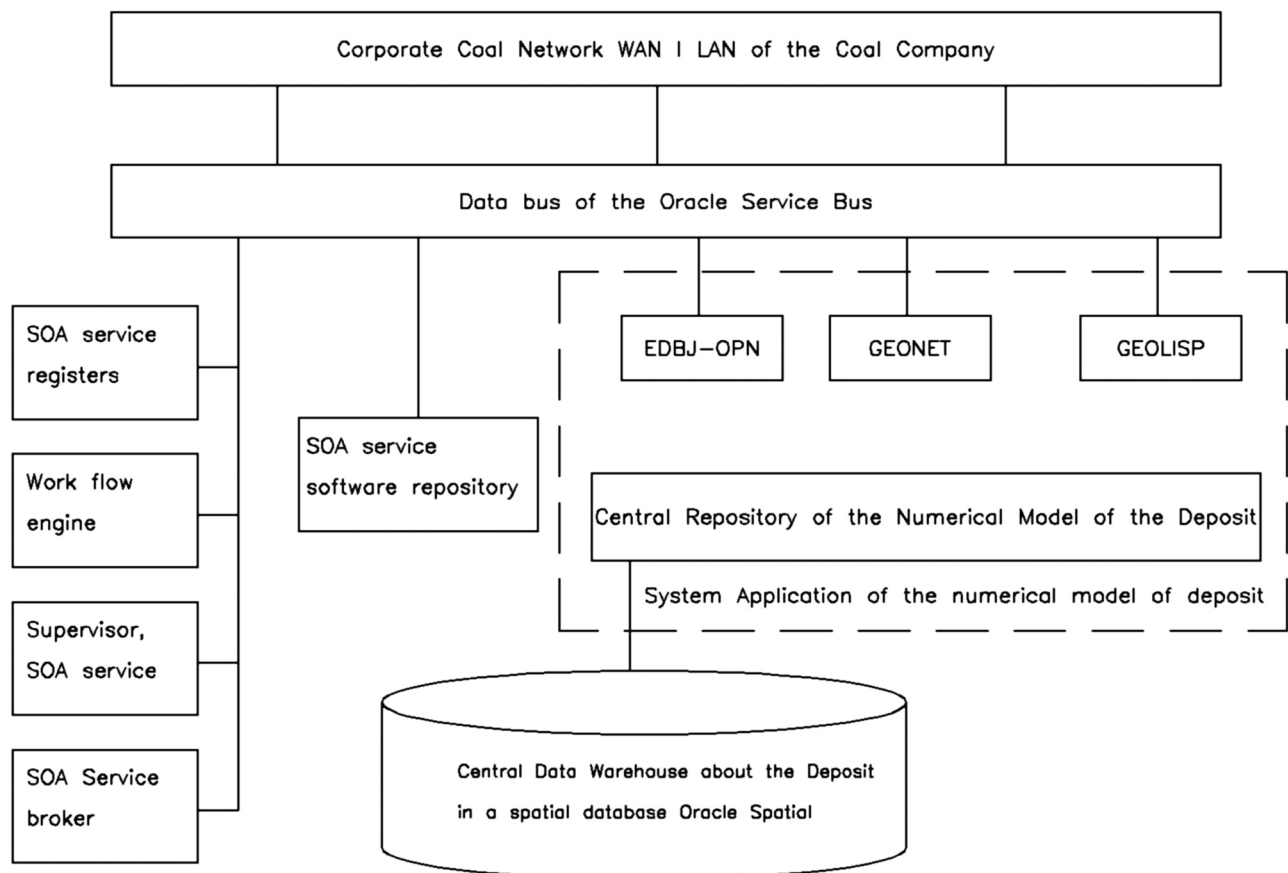 Corporate Coal Network WAN I LAN of the Coal Company
Data bus of the Oracle Service Bus
SOA service
registers
Work flow
engine
Supervisor,
SOA service
SOA Service
broker
SOA service
software repository
EDBJ-OPN
GEONET
GEOLISP
Central Repository of the Numerical Model of the Deposit
System Application of the numerical model of deposit
Central Data Warehouse about the Deposit
in a spatial database Oracle Spatial